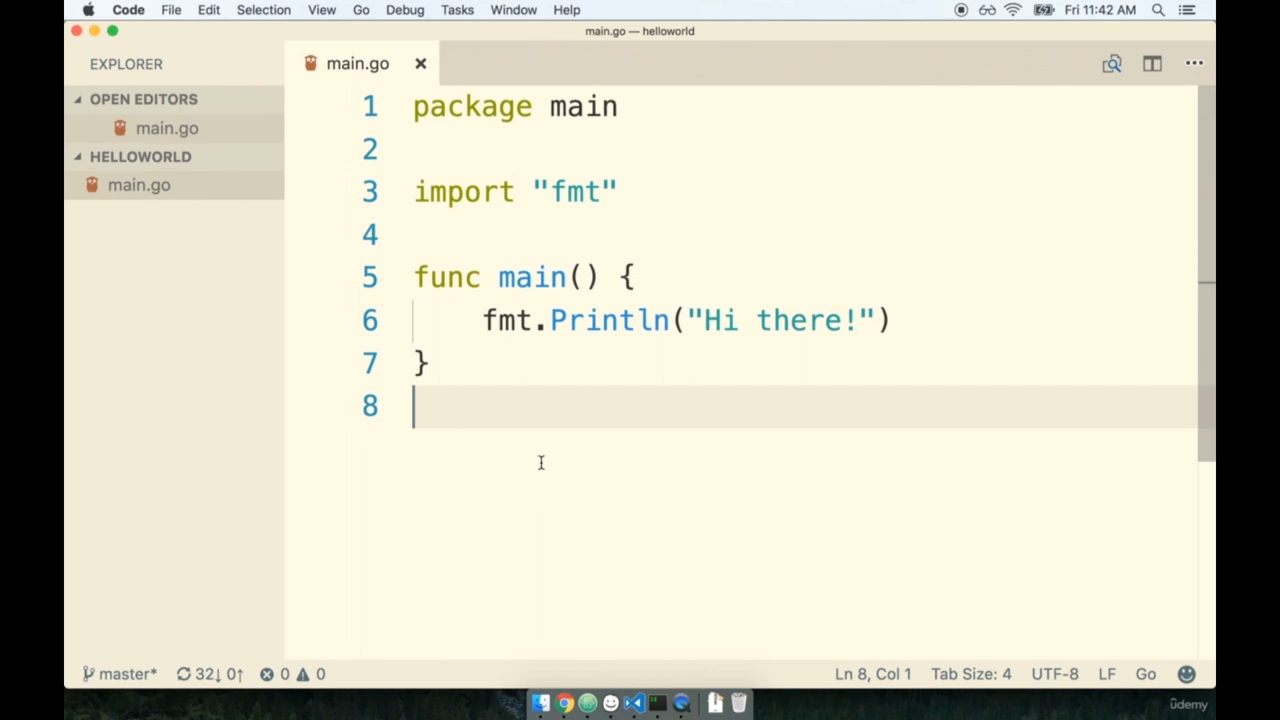 Code File Edit Selection View Go Debug Tasks Window Help Fri 11:42 AM
main.go — helloworld
EXPLORER
main.go
OPEN EDITORS
main.go
HELLOWORLD
main.go
1 package main
2
3 import "fmt"
4
5 func main() {
6 fmt.Println("Hi there!")
7 }
8
master* 32↓ 0↑ 0 0 Ln 8, Col 1 Tab Size: 4 UTF-8 LF Go
ûdemy